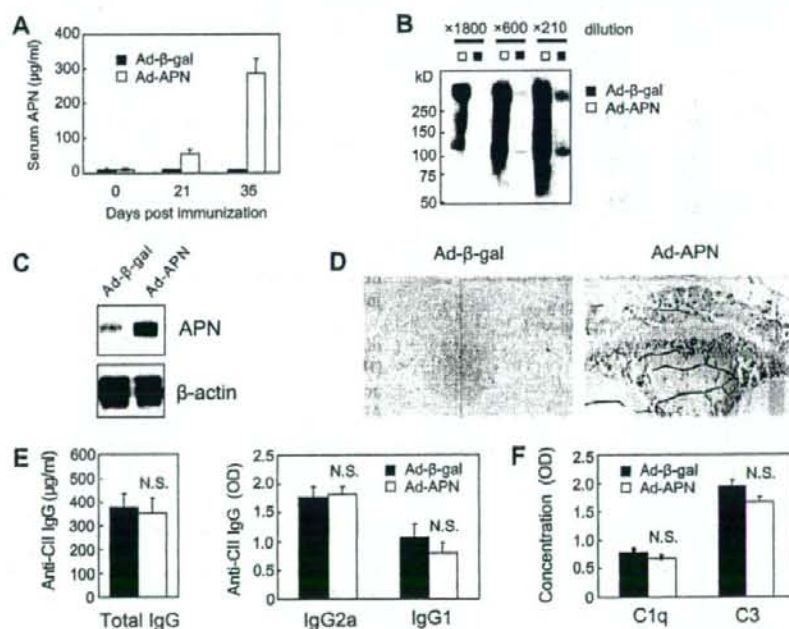 A
Serum APN (μg/ml)
400
300
200
100
0
Ad-β-gal
Ad-APN
0 21 35
Days post immunization
B
×1800 ×600 ×210 dilution
kD
250
150
100
75
50
Ad-β-gal
Ad-APN
C
Ad-β-gal
Ad-APN
APN
β-actin
D
Ad-β-gal Ad-APN
E
Anti-CII IgG (μg/ml)
600
500
400
300
200
100
0
N.S.
Total IgG
Anti-CII IgG (OD)
2.5
2.0
1.5
1.0
0.5
0
Ad-β-gal
Ad-APN
N.S.
N.S.
IgG2a IgG1
F
Concentration (OD)
2.5
2.0
1.5
1.0
0.5
0
Ad-β-gal
Ad-APN
N.S.
N.S.
C1q C3